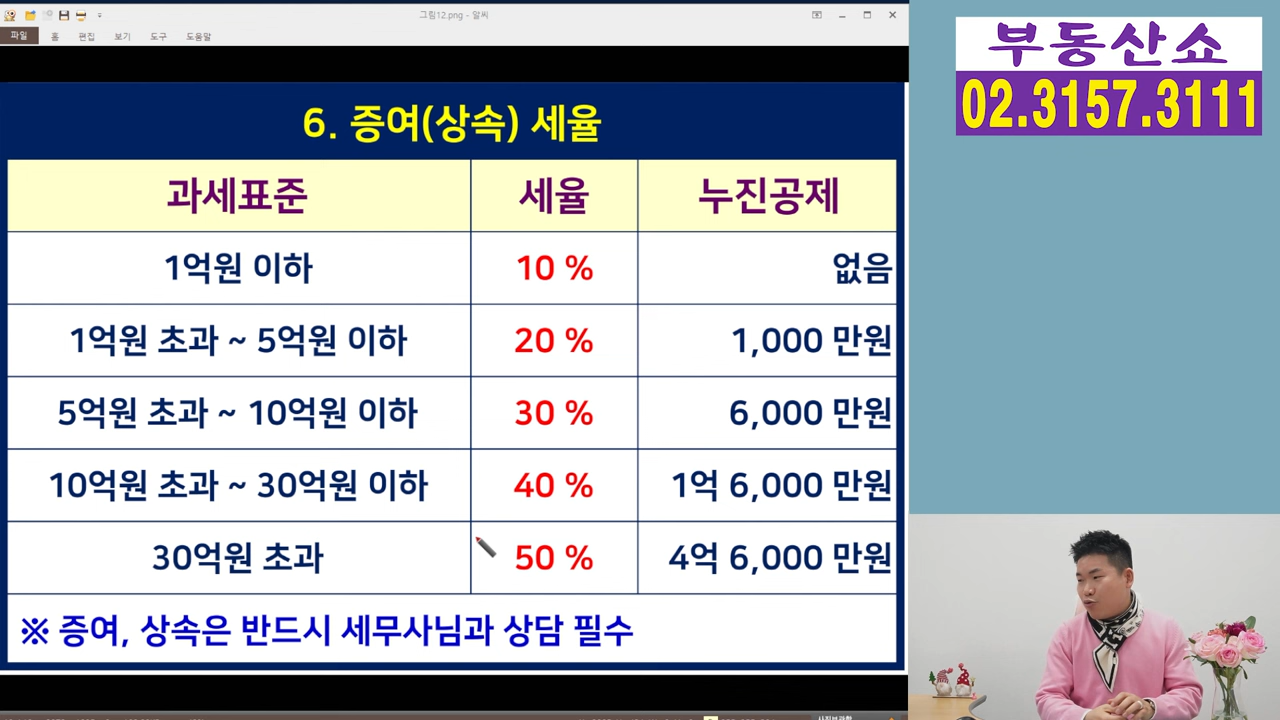 그림12.png - 알씨
파일 홈 편집 보기 도구 도움말
부동산쇼
02.3157.3111
6. 증여(상속) 세율
과세표준 세율 누진공제
1억원 이하 10 % 없음
1억원 초과 ~ 5억원 이하 20 % 1,000 만원
5억원 초과 ~ 10억원 이하 30 % 6,000 만원
10억원 초과 ~ 30억원 이하 40 % 1억 6,000 만원
30억원 초과 50 % 4억 6,000 만원
※ 증여, 상속은 반드시 세무사님과 상담 필수